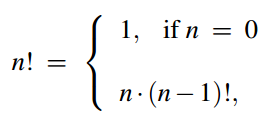 n! = { 1, if n = 0
n · (n − 1)!,